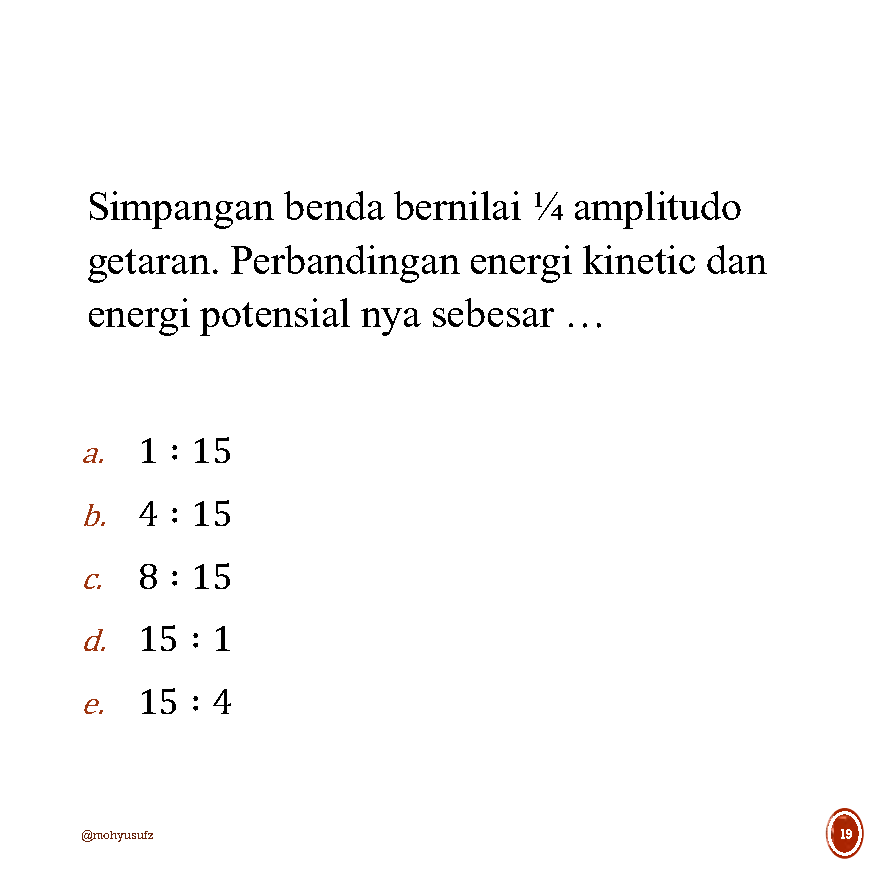 Simpangan benda bernilai ¼ amplitudo
getaran. Perbandingan energi kinetic dan
energi potensial nya sebesar …
a. 1 : 15
b. 4 : 15
c. 8 : 15
d. 15 : 1
e. 15 : 4
@mohyusufz
19